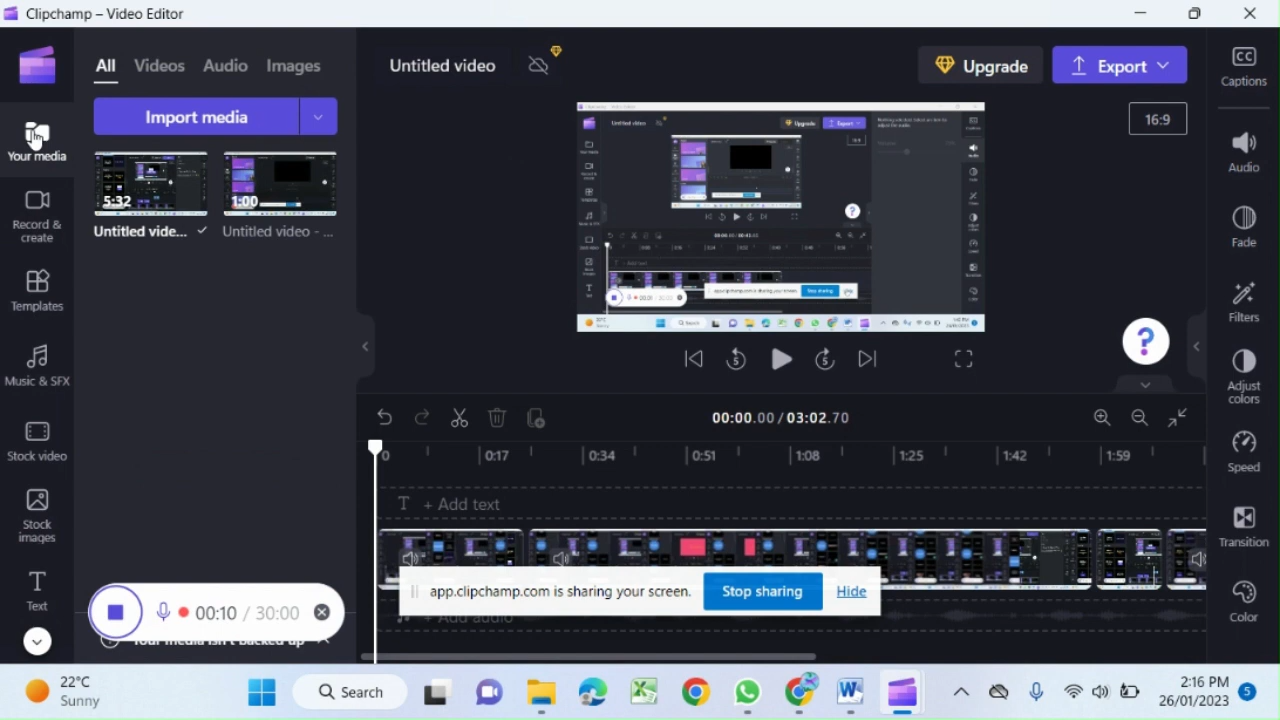 Clipchamp – Video Editor
All Videos Audio Images
Import media
Your media
5:32
1:00
Untitled vide...
Untitled video - ...
Record & create
Templates
Music & SFX
Stock video
Stock images
Text
00:10 / 30:00
Your media isn't backed up
Untitled video
Upgrade
Export
16:9
?
00:00.00 / 03:02.70
0 0:17 0:34 0:51 1:08 1:25 1:42 1:59
T + Add text
app.clipchamp.com is sharing your screen.
Stop sharing
Hide
+ Add audio
CC
Captions
Audio
Fade
Filters
Adjust colors
Speed
Transition
Color
22°C
Sunny
Search
2:16 PM
26/01/2023
5